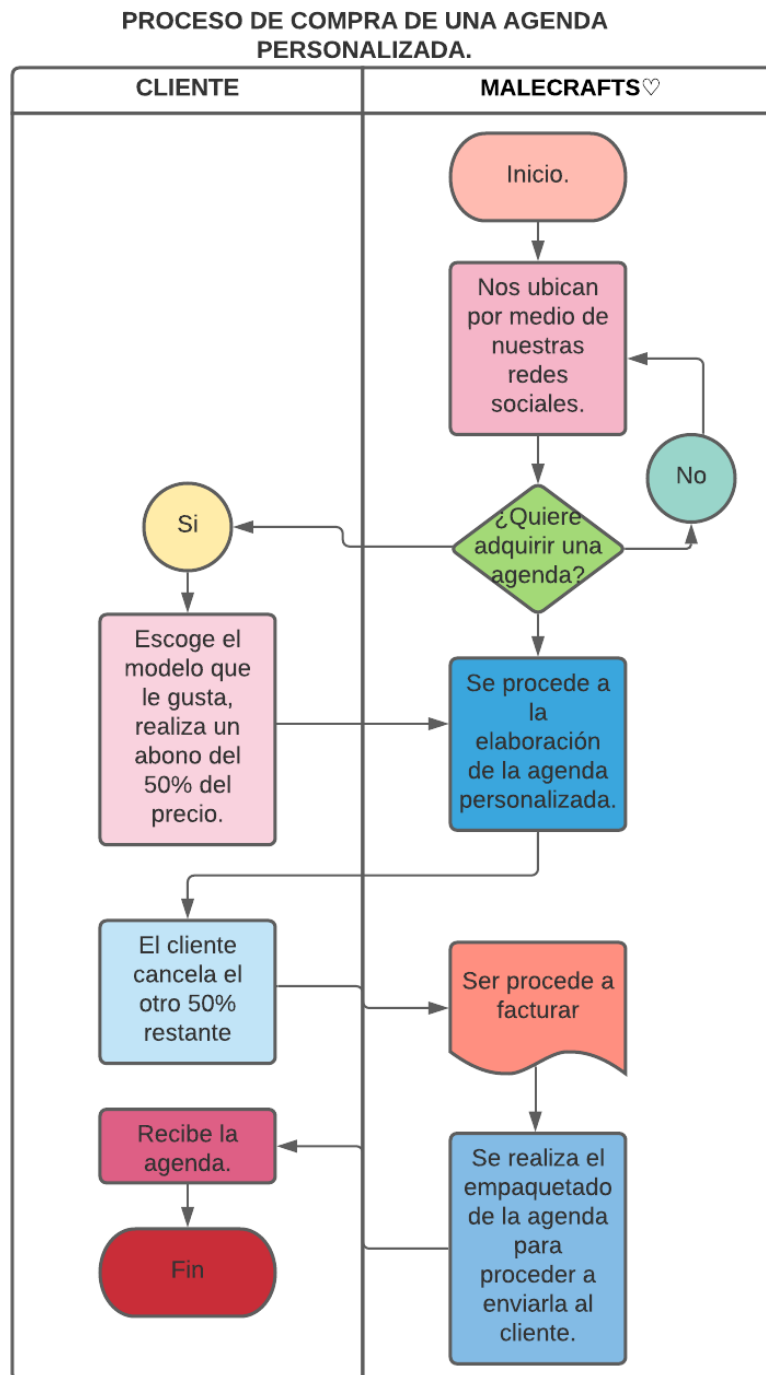 PROCESO DE COMPRA DE UNA AGENDA
PERSONALIZADA.
CLIENTE
MALECRAFTS♡
Inicio.
Nos ubican
por medio de
nuestras
redes
sociales.
No
¿Quiere
adquirir una
agenda?
Si
Escoge el
modelo que
le gusta,
realiza un
abono del
50% del
precio.
Se procede a
la
elaboración
de la agenda
personalizada.
El cliente
cancela el
otro 50%
restante
Ser procede a
facturar
Se realiza el
empaquetado
de la agenda
para
proceder a
enviarla al
cliente.
Recibe la
agenda.
Fin